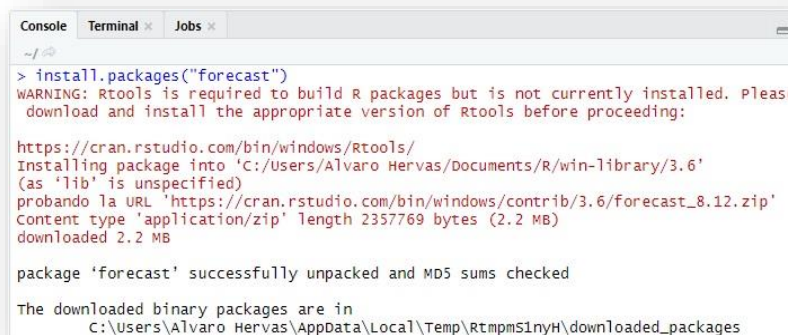 Console Terminal × Jobs ×
~/
> install.packages("forecast")
WARNING: Rtools is required to build R packages but is not currently installed. Pleas
download and install the appropriate version of Rtools before proceeding:
https://cran.rstudio.com/bin/windows/Rtools/
Installing package into ‘C:/Users/Alvaro Hervas/Documents/R/win-library/3.6’
(as ‘lib’ is unspecified)
probando la URL 'https://cran.rstudio.com/bin/windows/contrib/3.6/forecast_8.12.zip'
Content type 'application/zip' length 2357769 bytes (2.2 MB)
downloaded 2.2 MB
package ‘forecast’ successfully unpacked and MD5 sums checked
The downloaded binary packages are in
C:\Users\Alvaro Hervas\AppData\Local\Temp\RtmpmS1nyH\downloaded_packages